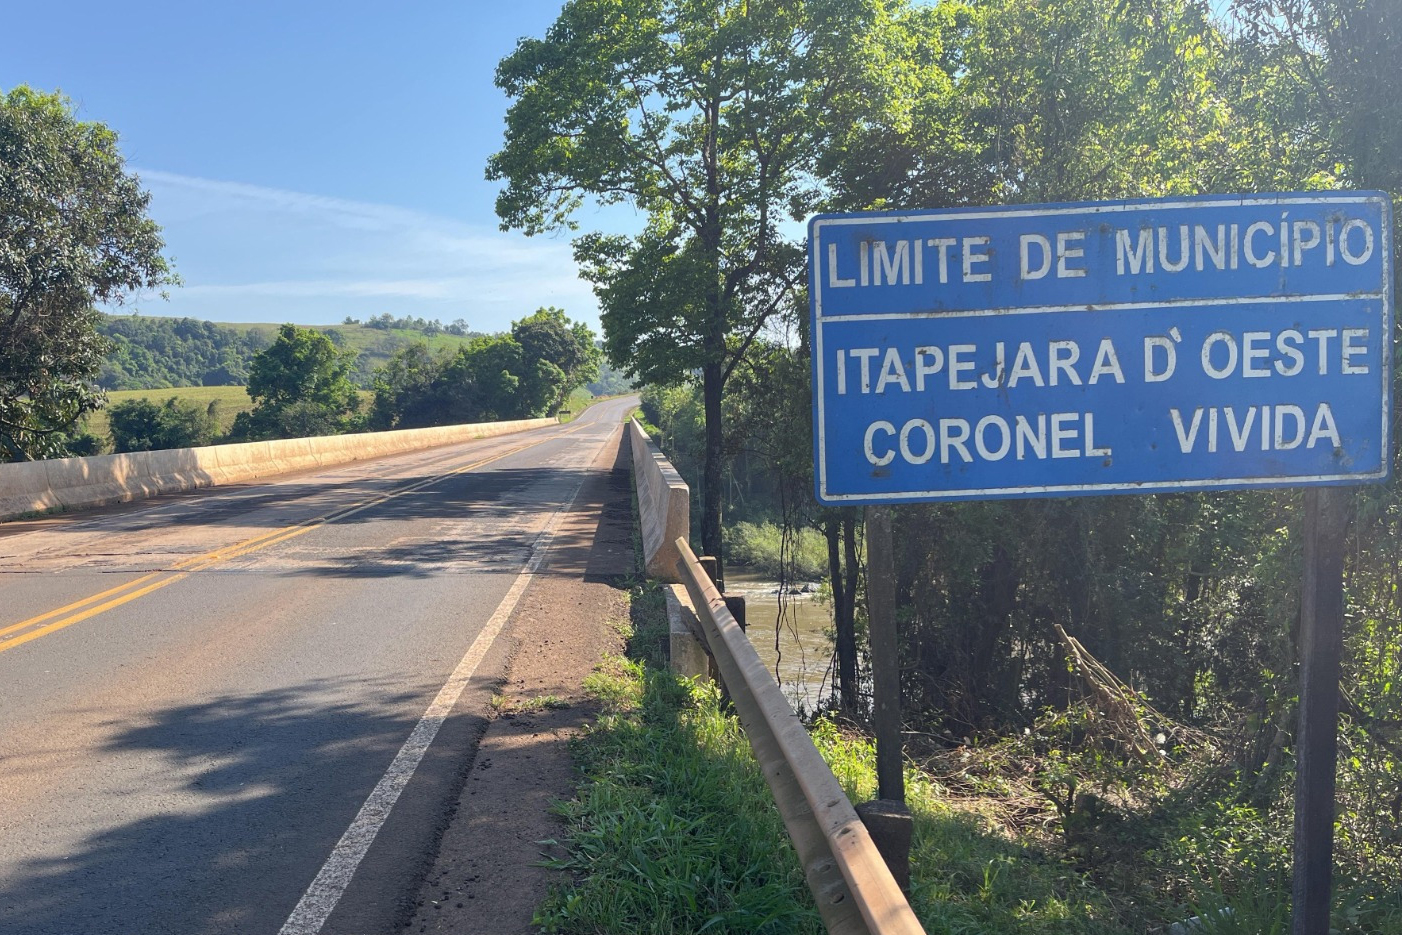 LIMITE DE MUNICÍPIO
ITAPEJARA D` OESTE
CORONEL VIVIDA